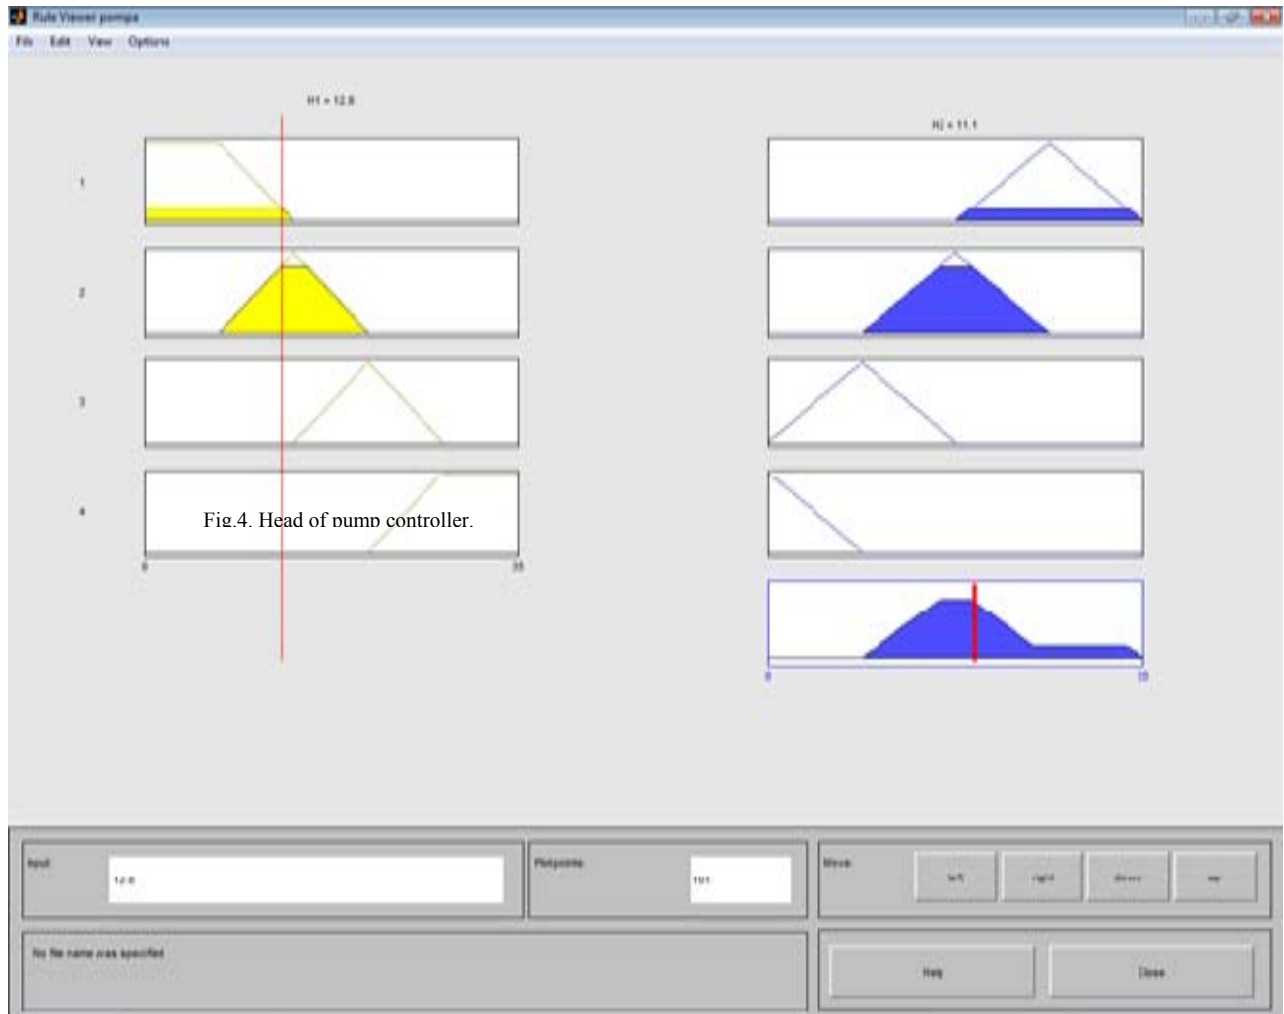 Rule Viewer pompa
File Edit View Options
H1 = 12.8
H2 = 11.1
1
2
3
4
Fig.4. Head of pump controller.
0 35
Input: 12.8
Plot points: 101
Move: left right down up
No file name was specified
Help Close